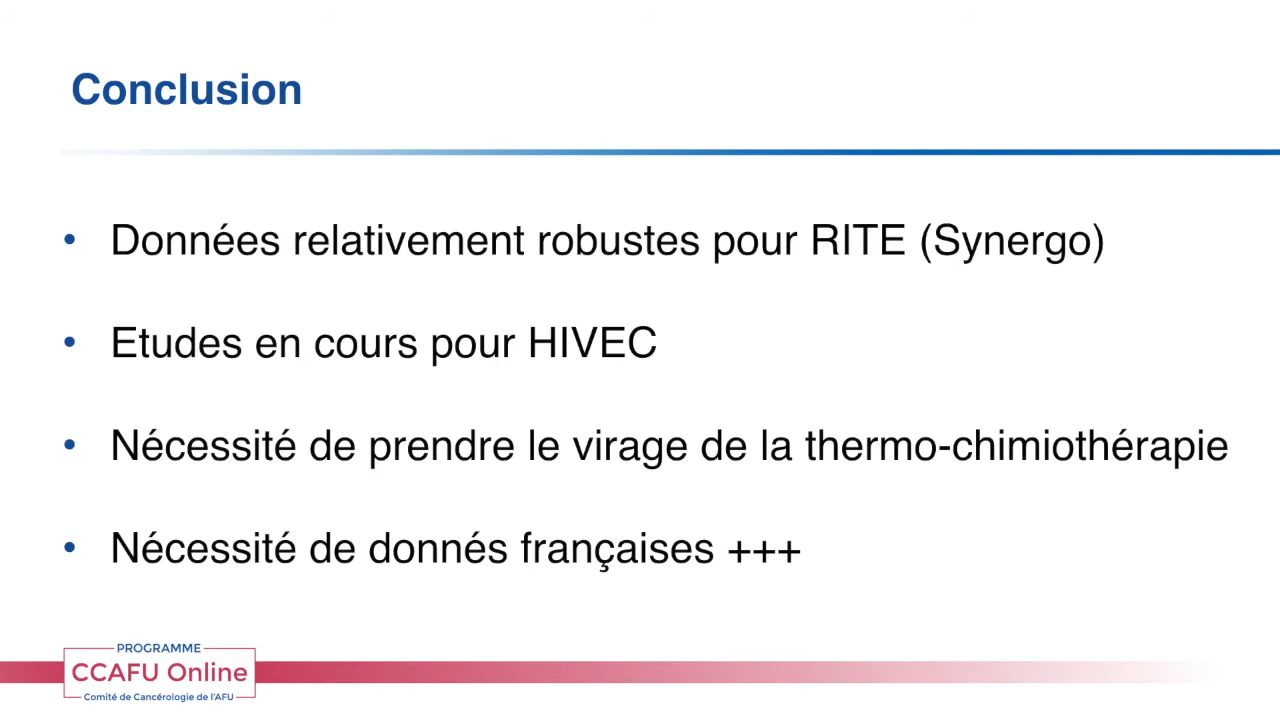 Conclusion
• Données relativement robustes pour RITE (Synergo)
• Etudes en cours pour HIVEC
• Nécessité de prendre le virage de la thermo-chimiothérapie
• Nécessité de donnés françaises +++
PROGRAMME
CCAFU Online
Comité de Cancérologie de l'AFU